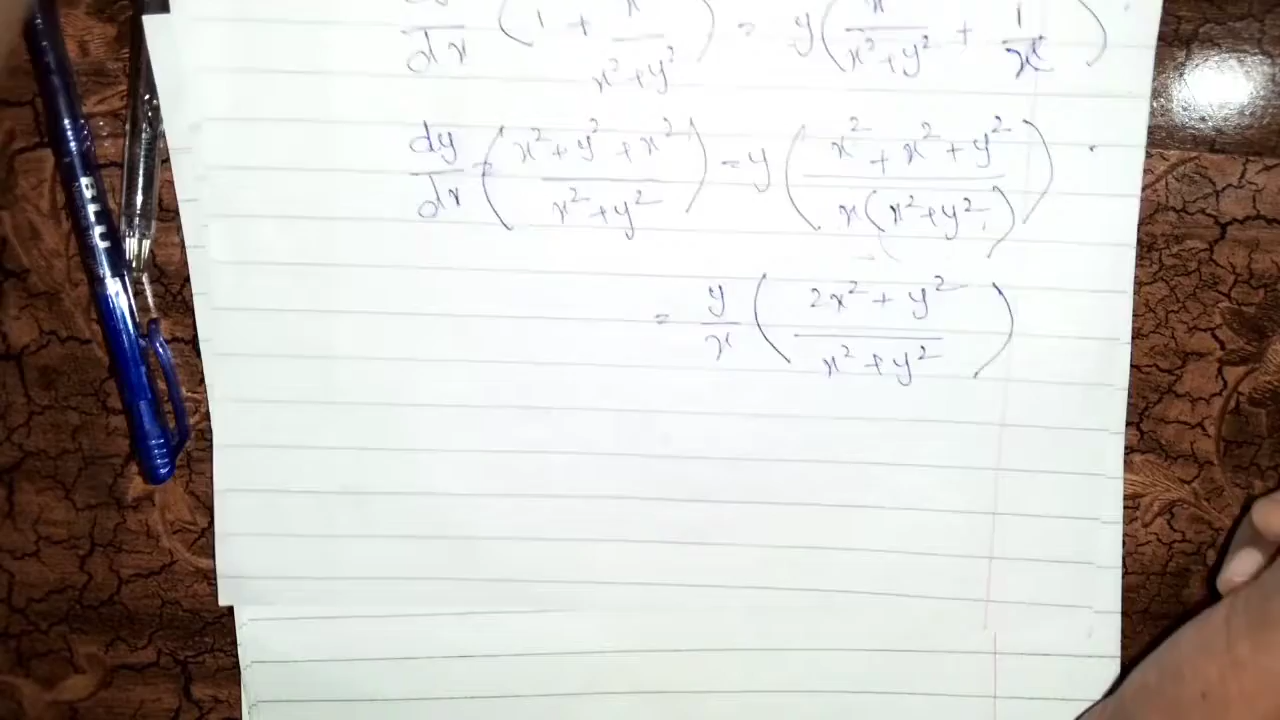 dx ( 1 + x / x²+y² ) = y ( x / x²+y² + 1/x )
dy/dx = ( x²+y²+x² / x²+y² ) = y ( x²+x²+y² / x(x²+y²) )
= y/x ( 2x²+y² / x²+y² )
BLU